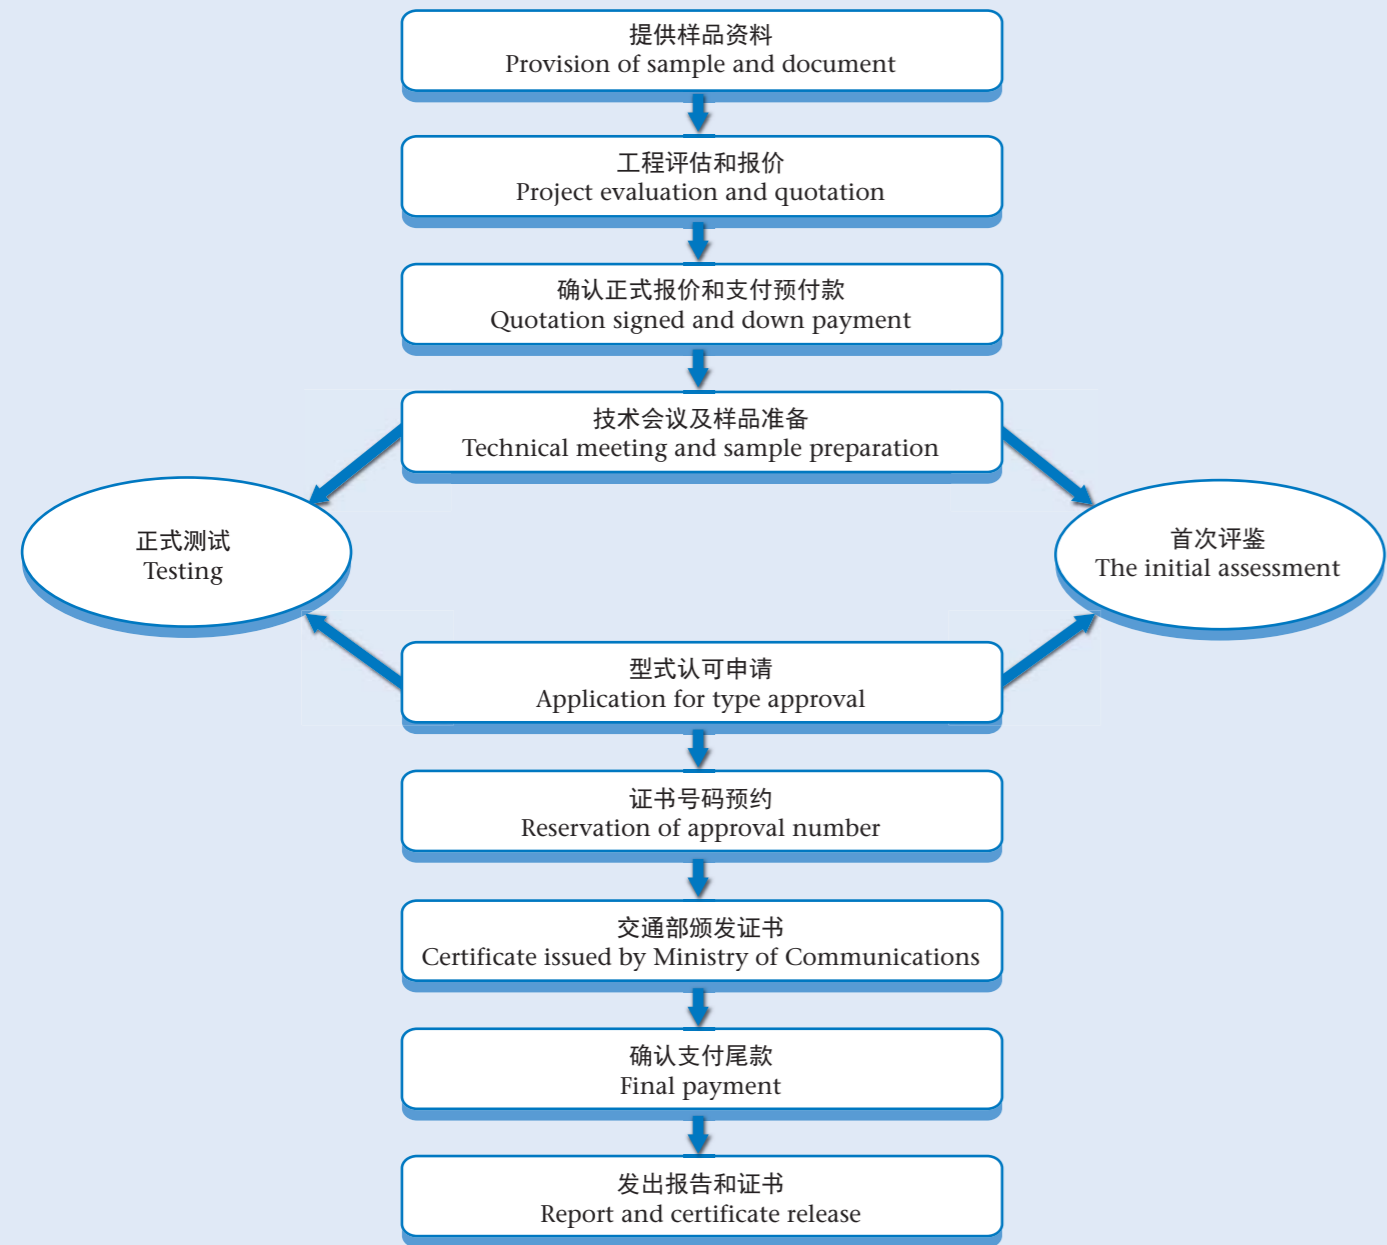 提供样品资料
Provision of sample and document
工程评估和报价
Project evaluation and quotation
确认正式报价和支付预付款
Quotation signed and down payment
技术会议及样品准备
Technical meeting and sample preparation
正式测试
Testing
首次评鉴
The initial assessment
型式认可申请
Application for type approval
证书号码预约
Reservation of approval number
交通部颁发证书
Certificate issued by Ministry of Communications
确认支付尾款
Final payment
发出报告和证书
Report and certificate release